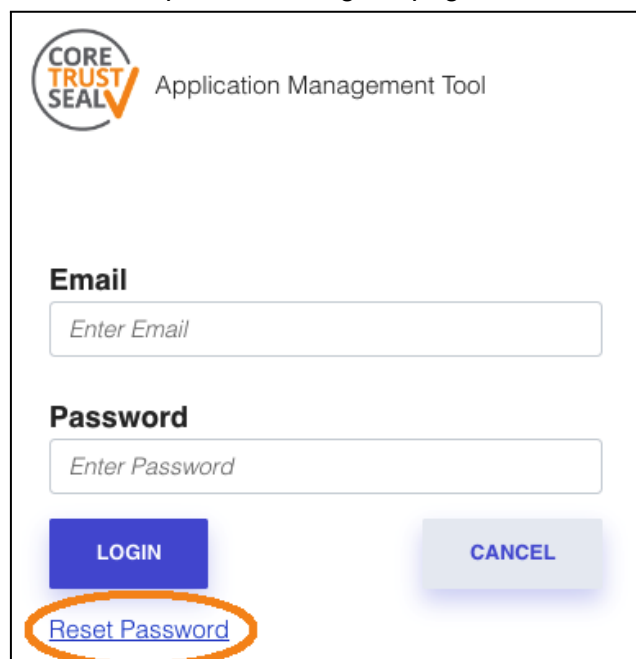 CORE
TRUST
SEAL
Application Management Tool
Email
Enter Email
Password
Enter Password
LOGIN
CANCEL
Reset Password